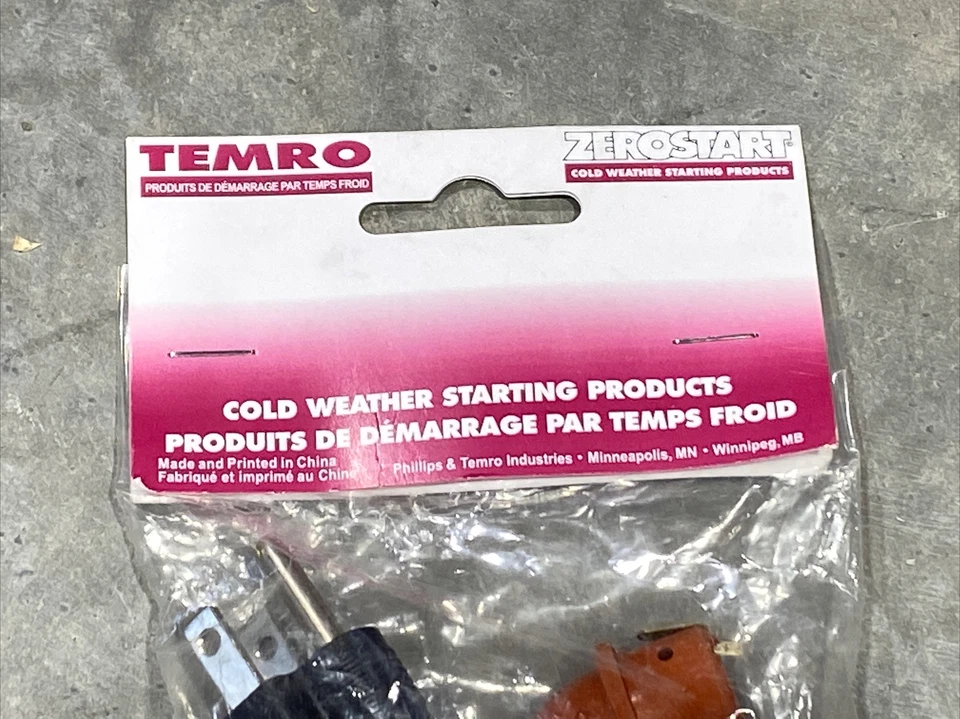 TEMRO
PRODUITS DE DÉMARRAGE PAR TEMPS FROID
ZEROSTART
COLD WEATHER STARTING PRODUCTS
COLD WEATHER STARTING PRODUCTS
PRODUITS DE DÉMARRAGE PAR TEMPS FROID
Made and Printed in China
Fabriqué et imprimé au Chine
Phillips & Temro Industries • Minneapolis, MN • Winnipeg, MB